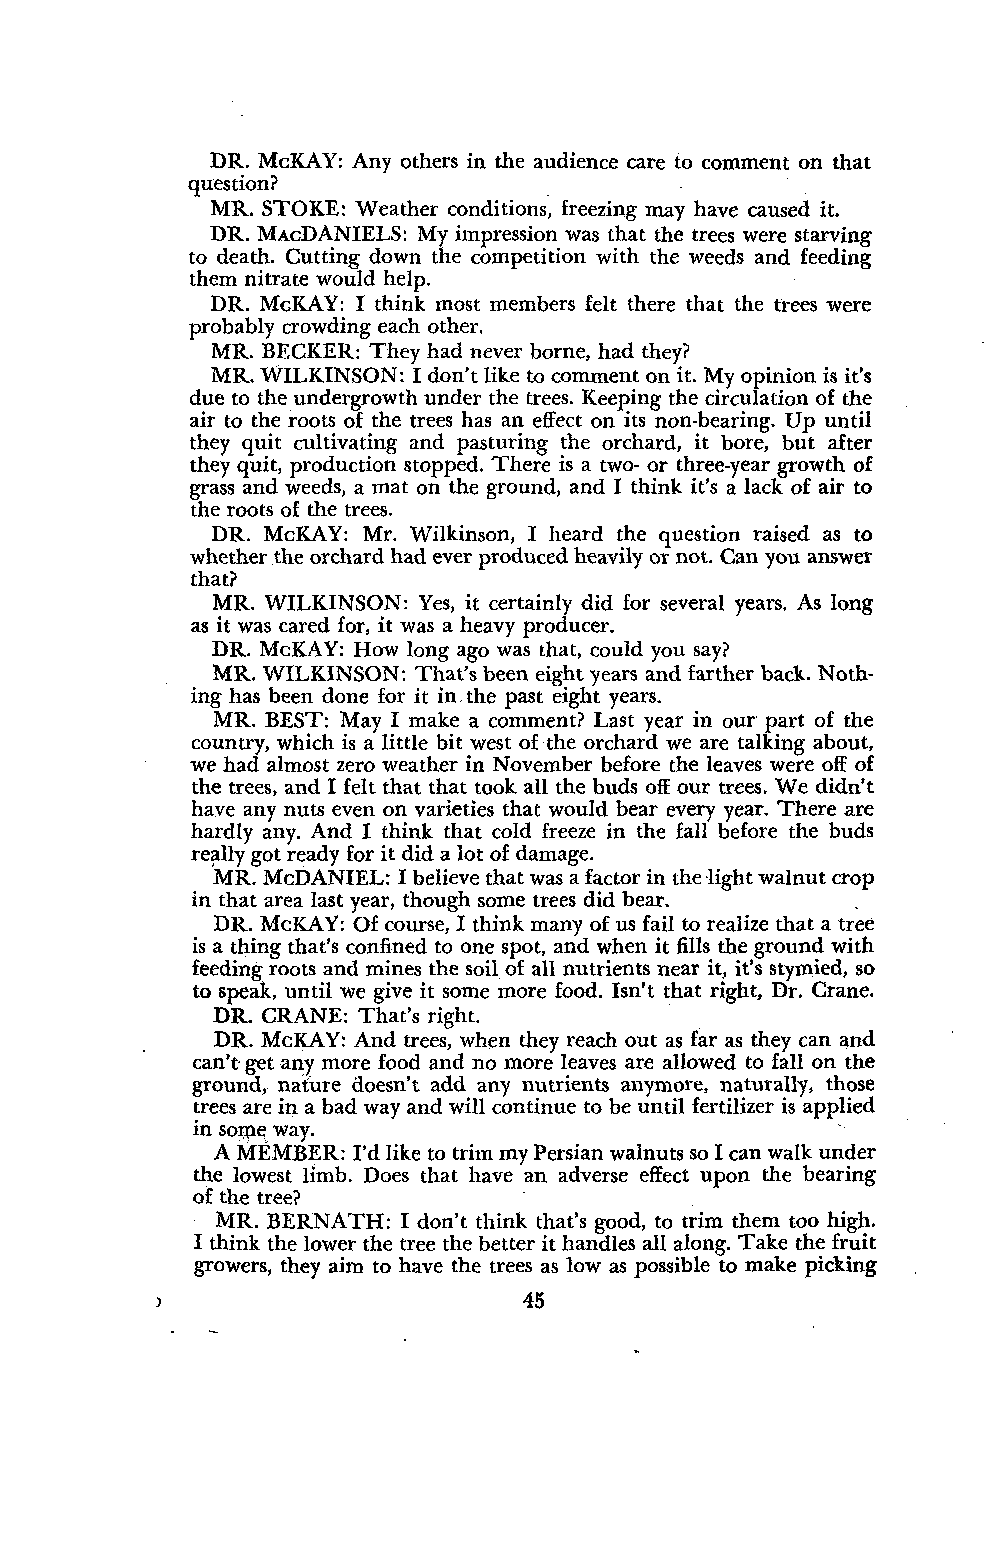 DR. McKAY: Any others in the audience care to comment on that
question?
MR. STOKE: Weather conditions, freezing may have caused it.
DR. MACDANIELS: My impression was that the trees were starving
to death. Cutting down the competition with the weeds and feeding
them nitrate would help.
DR. McKAY: I think most members felt there that the trees were
probably crowding each other.
MR. BECKER: They had never borne, had they?
MR. WILKINSON: I don't like to comment on it. My opinion is it's
due to the undergrowth under the trees. Keeping the circulation of the
air to the roots of the trees has an effect on its non-bearing. Up until
they quit cultivating and pasturing the orchard, it bore, but after
they quit, production stopped. There is a two- or three-year growth of
grass and weeds, a mat on the ground, and I think it's a lack of air to
the roots of the trees.
DR. McKAY: Mr. Wilkinson, I heard the question raised as to
whether the orchard had ever produced heavily or not. Can you answer
that?
MR. WILKINSON: Yes, it certainly did for several years. As long
as it was cared for, it was a heavy producer.
DR. McKAY: How long ago was that, could you say?
MR. WILKINSON: That's been eight years and farther back. Noth-
ing has been done for it in the past eight years.
MR. BEST: May I make a comment? Last year in our part of the
country, which is a little bit west of the orchard we are talking about,
we had almost zero weather in November before the leaves were off of
the trees, and I felt that that took all the buds off our trees. We didn't
have any nuts even on varieties that would bear every year. There are
hardly any. And I think that cold freeze in the fall before the buds
really got ready for it did a lot of damage.
MR. McDANIEL: I believe that was a factor in the light walnut crop
in that area last year, though some trees did bear.
DR. McKAY: Of course, I think many of us fail to realize that a tree
is a thing that's confined to one spot, and when it fills the ground with
feeding roots and mines the soil of all nutrients near it, it's stymied, so
to speak, until we give it some more food. Isn't that right, Dr. Crane.
DR. CRANE: That's right.
DR. McKAY: And trees, when they reach out as far as they can and
can't get any more food and no more leaves are allowed to fall on the
ground, nature doesn't add any nutrients anymore, naturally, those
trees are in a bad way and will continue to be until fertilizer is applied
in some way.
A MEMBER: I'd like to trim my Persian walnuts so I can walk under
the lowest limb. Does that have an adverse effect upon the bearing
of the tree?
MR. BERNATH: I don't think that's good, to trim them too high.
I think the lower the tree the better it handles all along. Take the fruit
growers, they aim to have the trees as low as possible to make picking
45